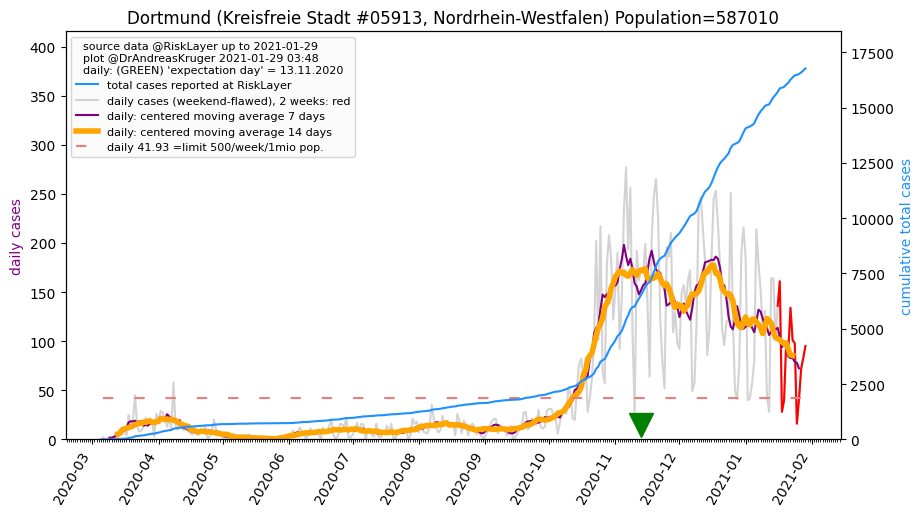 Dortmund (Kreisfreie Stadt #05913, Nordrhein-Westfalen) Population=587010
source data @RiskLayer up to 2021-01-29
plot @DrAndreasKruger 2021-01-29 03:48
daily: (GREEN) 'expectation day' = 13.11.2020
total cases reported at RiskLayer
daily cases (weekend-flawed), 2 weeks: red
daily: centered moving average 7 days
daily: centered moving average 14 days
daily 41.93 =limit 500/week/1mio pop.
daily cases
400
350
300
250
200
150
100
50
0
cumulative total cases
17500
15000
12500
10000
7500
5000
2500
0
2020-03
2020-04
2020-05
2020-06
2020-07
2020-08
2020-09
2020-10
2020-11
2020-12
2021-01
2021-02